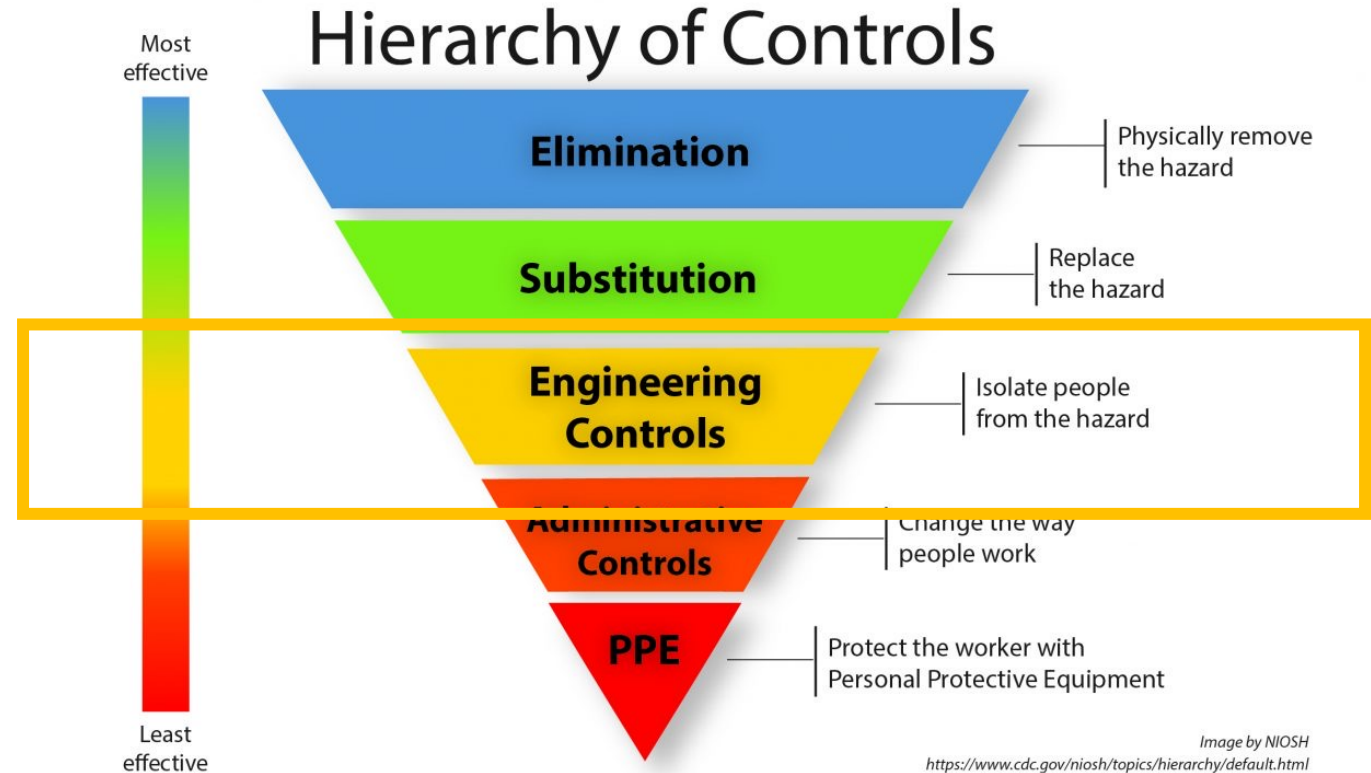 Hierarchy of Controls
Most
effective
Elimination
Physically remove
the hazard
Substitution
Replace
the hazard
Engineering
Controls
Isolate people
from the hazard
Administrative
Controls
Change the way
people work
PPE
Protect the worker with
Personal Protective Equipment
Least
effective
Image by NIOSH
https://www.cdc.gov/niosh/topics/hierarchy/default.html